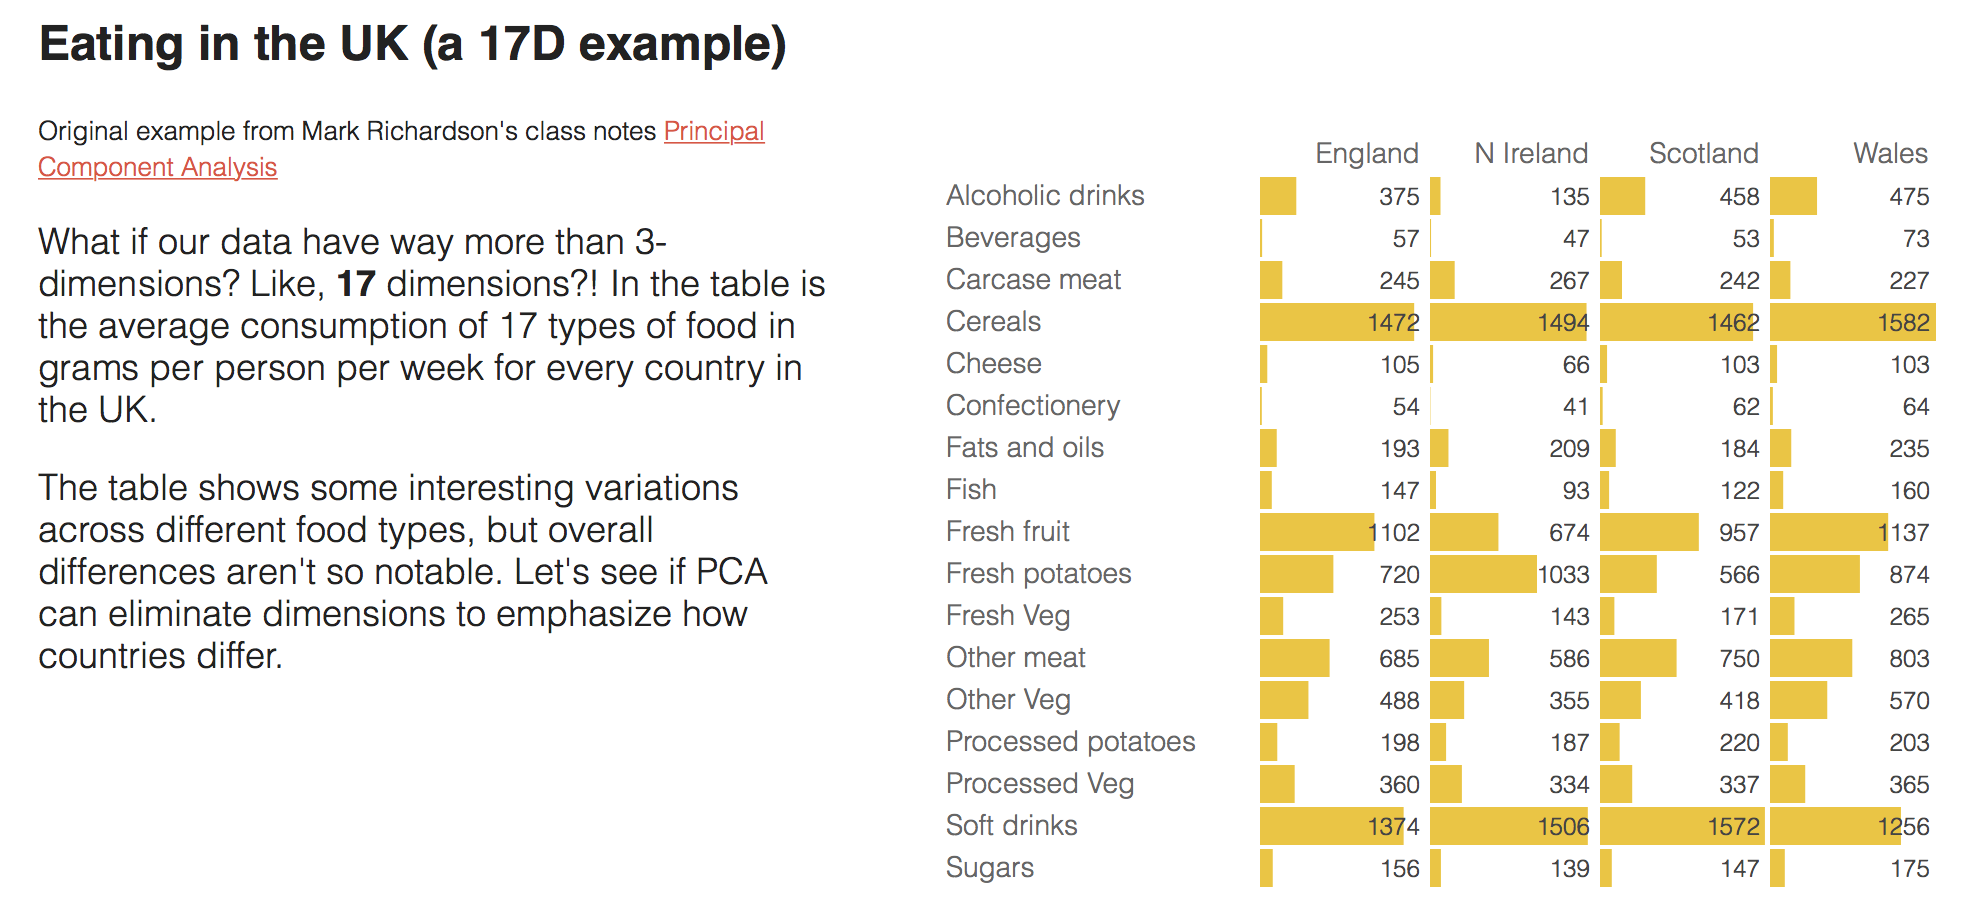 Eating in the UK (a 17D example)
Original example from Mark Richardson's class notes Principal
Component Analysis
What if our data have way more than 3-
dimensions? Like, 17 dimensions?! In the table is
the average consumption of 17 types of food in
grams per person per week for every country in
the UK.
The table shows some interesting variations
across different food types, but overall
differences aren't so notable. Let's see if PCA
can eliminate dimensions to emphasize how
countries differ.
England N Ireland Scotland Wales
Alcoholic drinks 375 135 458 475
Beverages 57 47 53 73
Carcase meat 245 267 242 227
Cereals 1472 1494 1462 1582
Cheese 105 66 103 103
Confectionery 54 41 62 64
Fats and oils 193 209 184 235
Fish 147 93 122 160
Fresh fruit 1102 674 957 1137
Fresh potatoes 720 1033 566 874
Fresh Veg 253 143 171 265
Other meat 685 586 750 803
Other Veg 488 355 418 570
Processed potatoes 198 187 220 203
Processed Veg 360 334 337 365
Soft drinks 1374 1506 1572 1256
Sugars 156 139 147 175